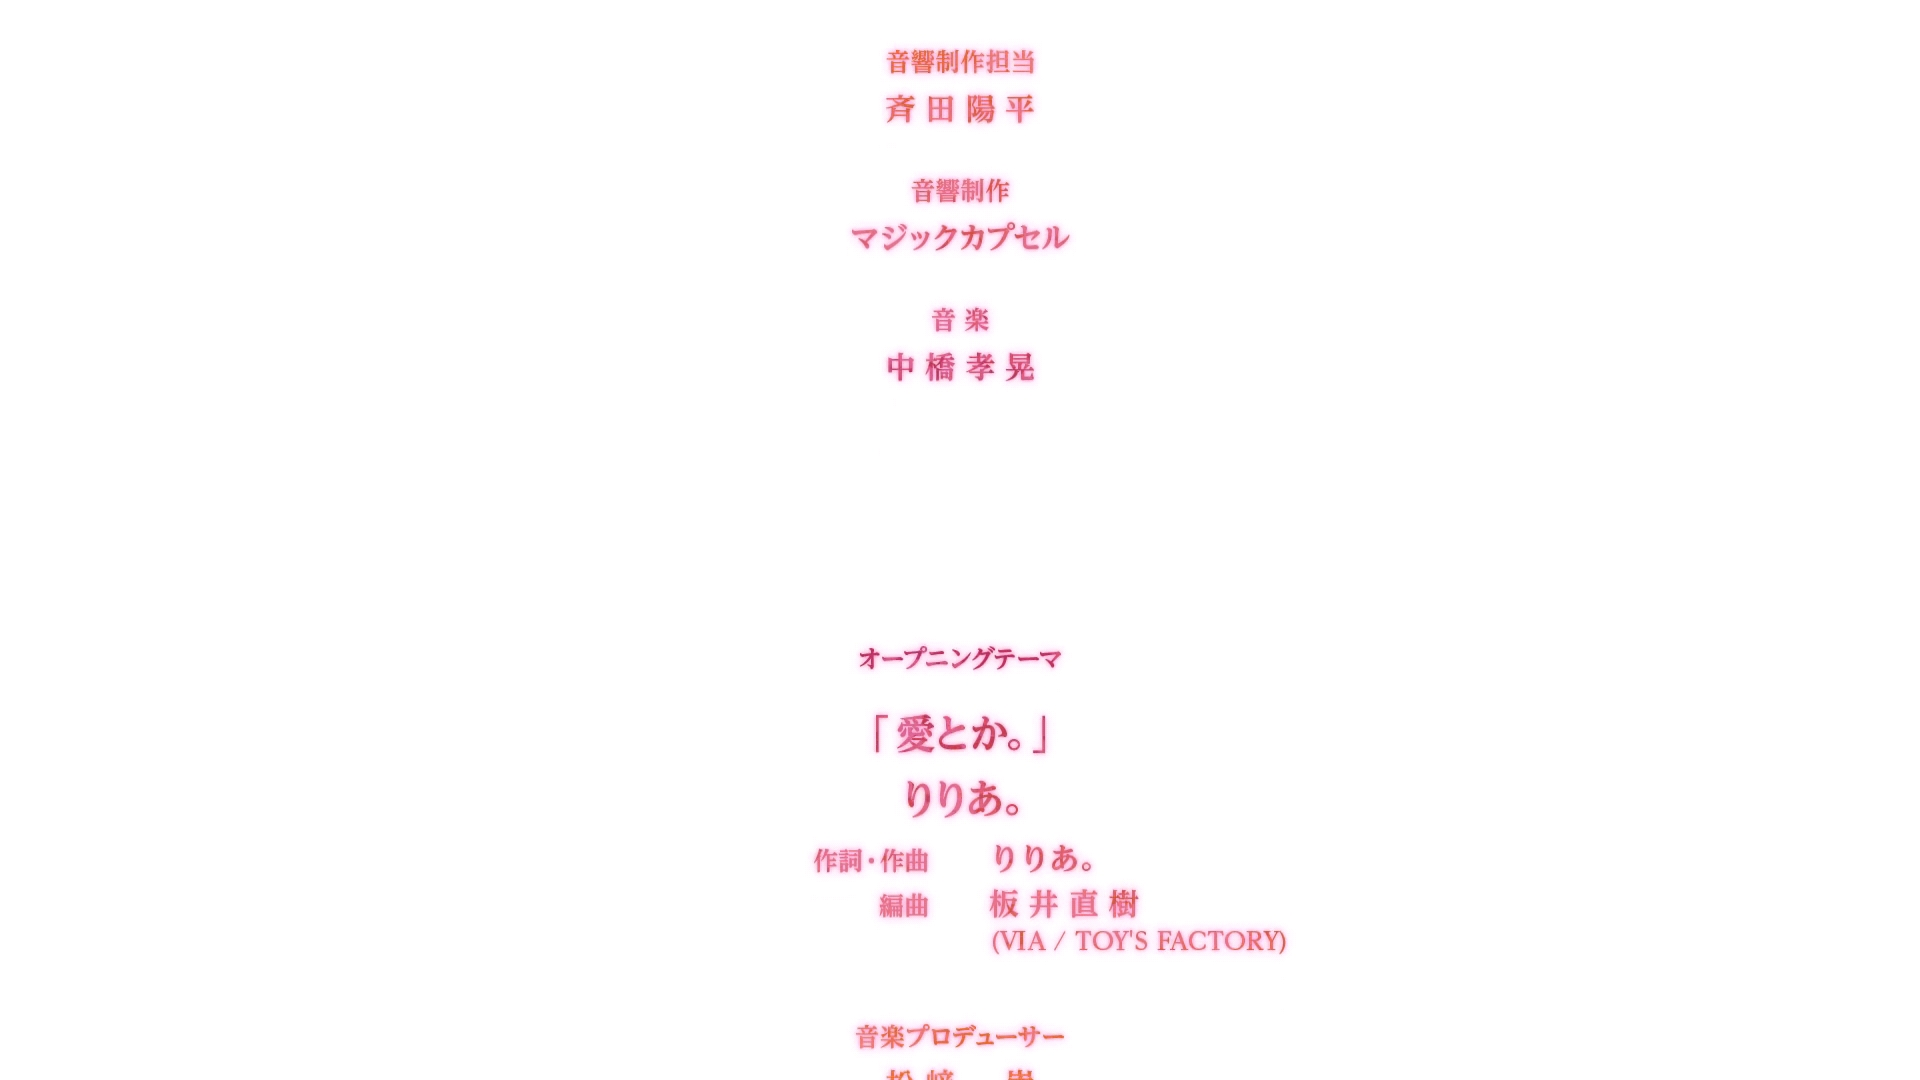 音響制作担当
斉田陽平
音響制作
マジックカプセル
音楽
中橋孝晃
オープニングテーマ
「愛とか。」
りりあ。
作詞・作曲 りりあ。
編曲 板井直樹
(VIA / TOY'S FACTORY)
音楽プロデューサー